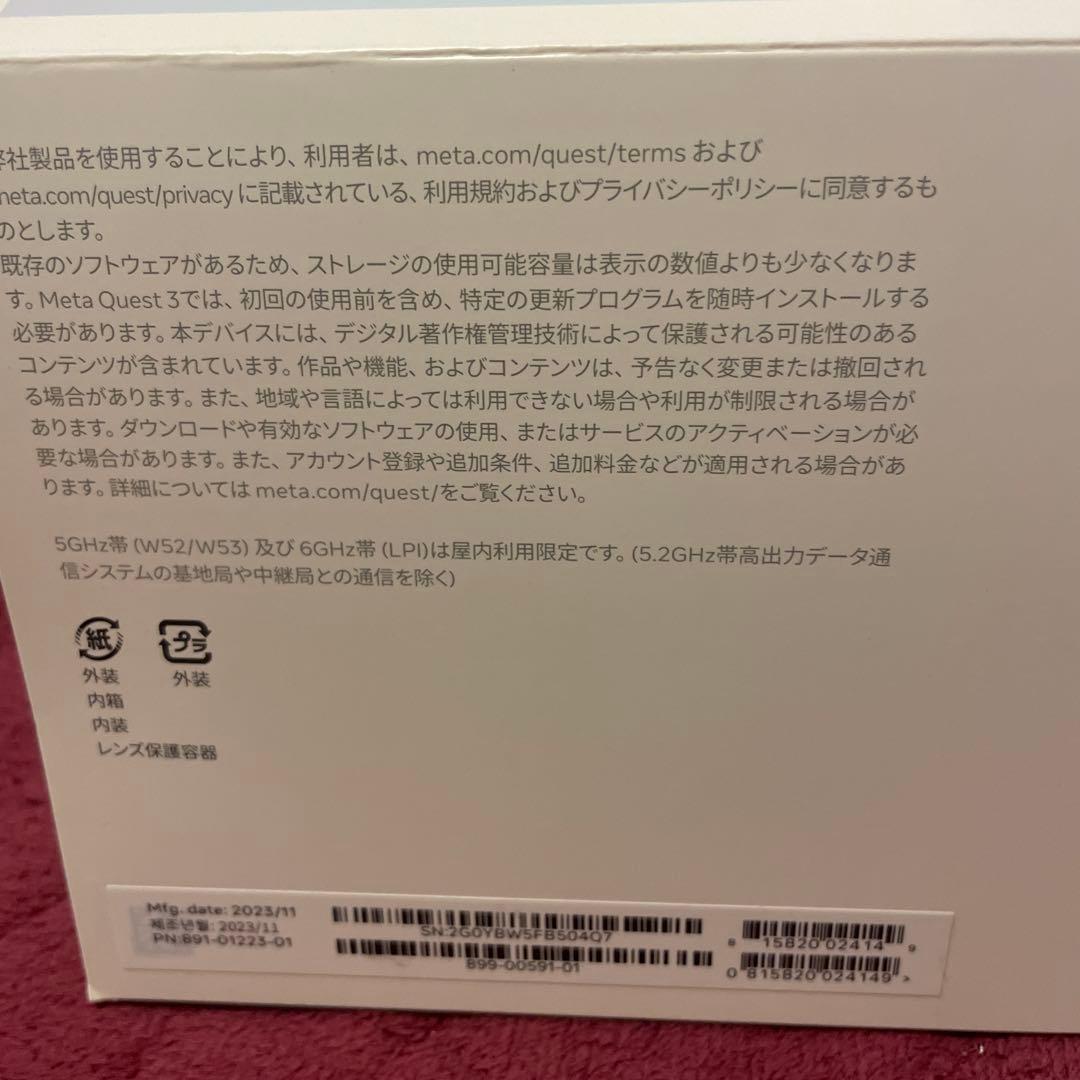 弊社製品を使用することにより、利用者は、meta.com/quest/terms および
meta.com/quest/privacy に記載されている、利用規約およびプライバシーポリシーに同意するも
のとします。
既存のソフトウェアがあるため、ストレージの使用可能容量は表示の数値よりも少なくなりま
す。Meta Quest 3では、初回の使用前を含め、特定の更新プログラムを随時インストールする
必要があります。本デバイスには、デジタル著作権管理技術によって保護される可能性のある
コンテンツが含まれています。作品や機能、およびコンテンツは、予告なく変更または撤回され
る場合があります。また、地域や言語によっては利用できない場合や利用が制限される場合が
あります。ダウンロードや有効なソフトウェアの使用、またはサービスのアクティベーションが必
要な場合があります。また、アカウント登録や追加条件、追加料金などが適用される場合があ
ります。詳細については meta.com/quest/をご覧ください。
5GHz帯 (W52/W53) 及び 6GHz帯 (LPI)は屋内利用限定です。(5.2GHz帯高出力データ通
信システムの基地局や中継局との通信を除く)
紙 プラ
外装 外装
内箱
内装
レンズ保護容器
Mfg. date: 2023/11
제조년월: 2023/11
PN:891-01223-01
SN:2G0YBW5FB504Q7
899-00591-01
8 15820 02414 9
0 815820 024149 >